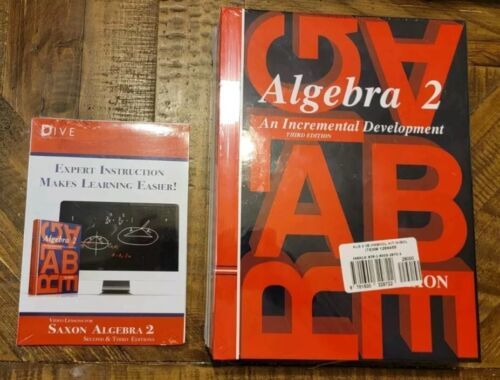 DIVE
EXPERT INSTRUCTION
MAKES LEARNING EASIER!
Algebra 2
VIDEO LESSONS FOR
SAXON ALGEBRA 2
SECOND & THIRD EDITIONS
Algebra 2
An Incremental Development
THIRD EDITION